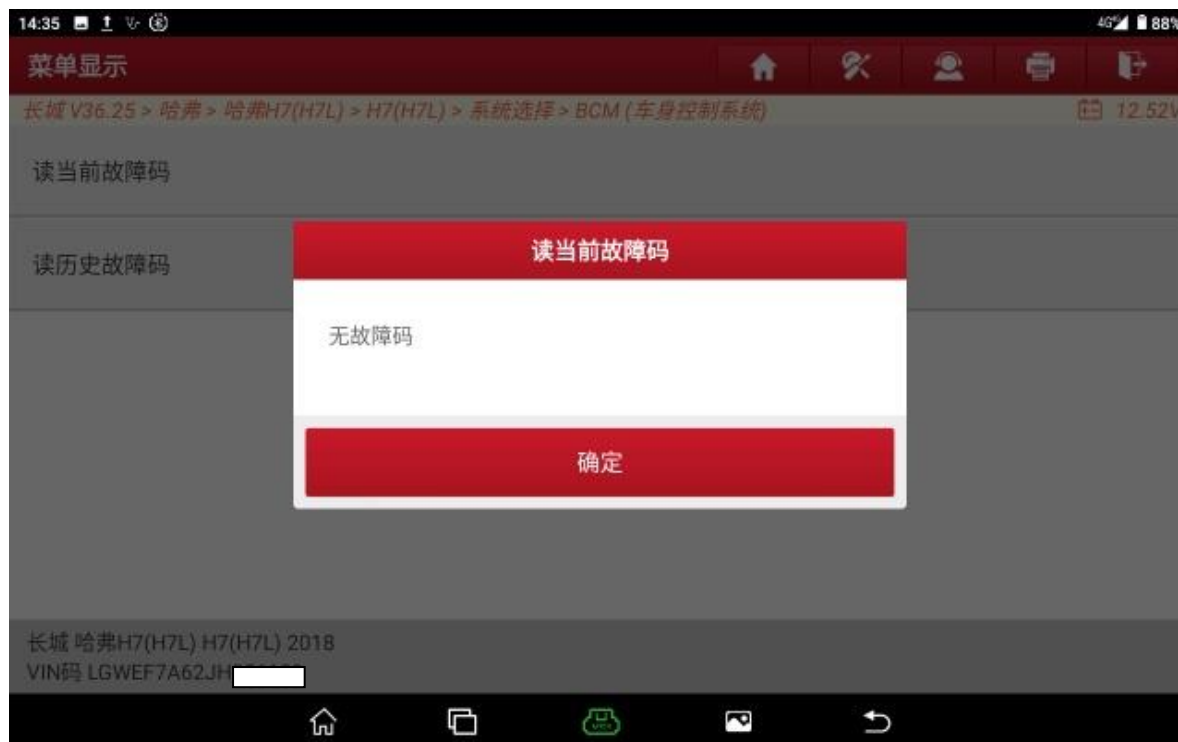 14:35
4G 88%
菜单显示
长城 V36.25 > 哈弗 > 哈弗H7(H7L) > H7(H7L) > 系统选择 > BCM (车身控制系统)
12.52V
读当前故障码
读历史故障码
读当前故障码
无故障码
确定
长城 哈弗H7(H7L) H7(H7L) 2018
VIN码 LGWEF7A62JH